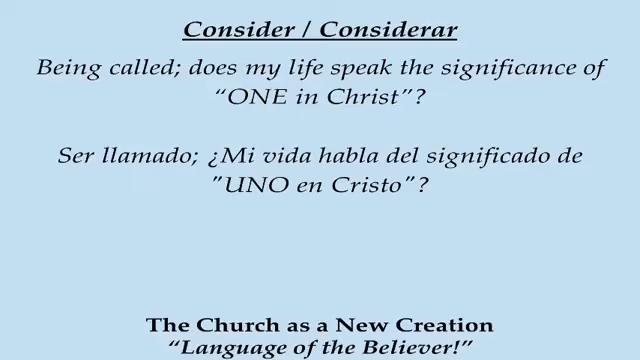 Consider / Considerar
Being called; does my life speak the significance of
“ONE in Christ”?
Ser llamado; ¿Mi vida habla del significado de
"UNO en Cristo"?
The Church as a New Creation
“Language of the Believer!”